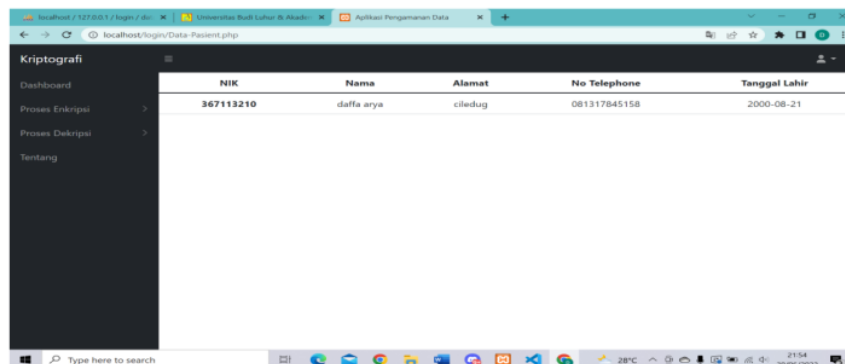 localhost / 127.0.0.1 / login / da
Universitas Budi Luhur & Akade
Aplikasi Pengamanan Data
localhost/login/Data-Pasient.php
Kriptografi
Dashboard
NIK Nama Alamat No Telephone Tanggal Lahir
367113210 daffa arya ciledug 081317845158 2000-08-21
Proses Enkripsi
Proses Dekripsi
Tentang
Type here to search
28°C
21:54